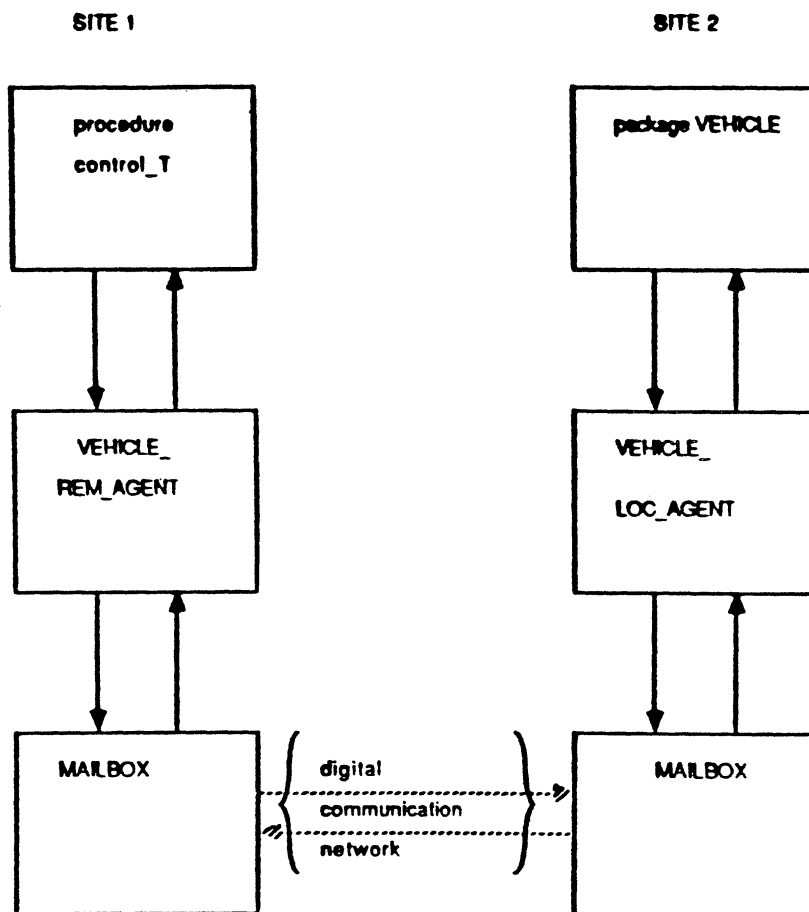 SITE 1
SITE 2
procedure
control_T
package VEHICLE
VEHICLE_
REM_AGENT
VEHICLE_
LOC_AGENT
MAILBOX
digital
communication
network
MAILBOX